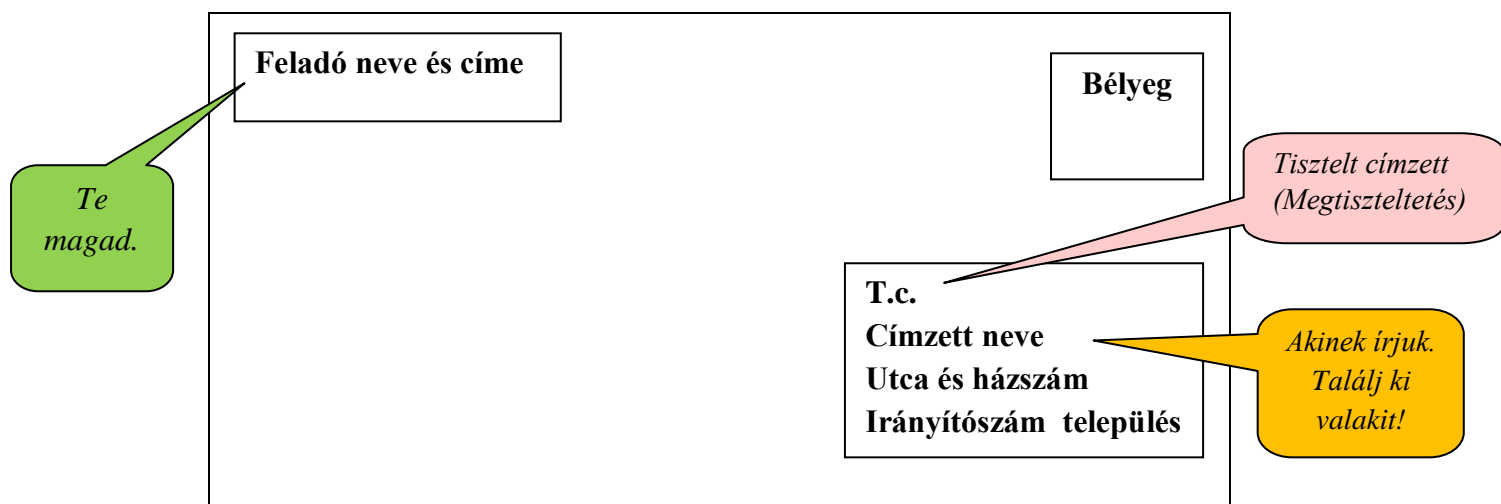 Feladó neve és címe
Bélyeg
Te
magad.
Tisztelt címzett
(Megtiszteltetés)
T.c.
Címzett neve
Utca és házszám
Irányítószám település
Akinek írjuk.
Találj ki
valakit!